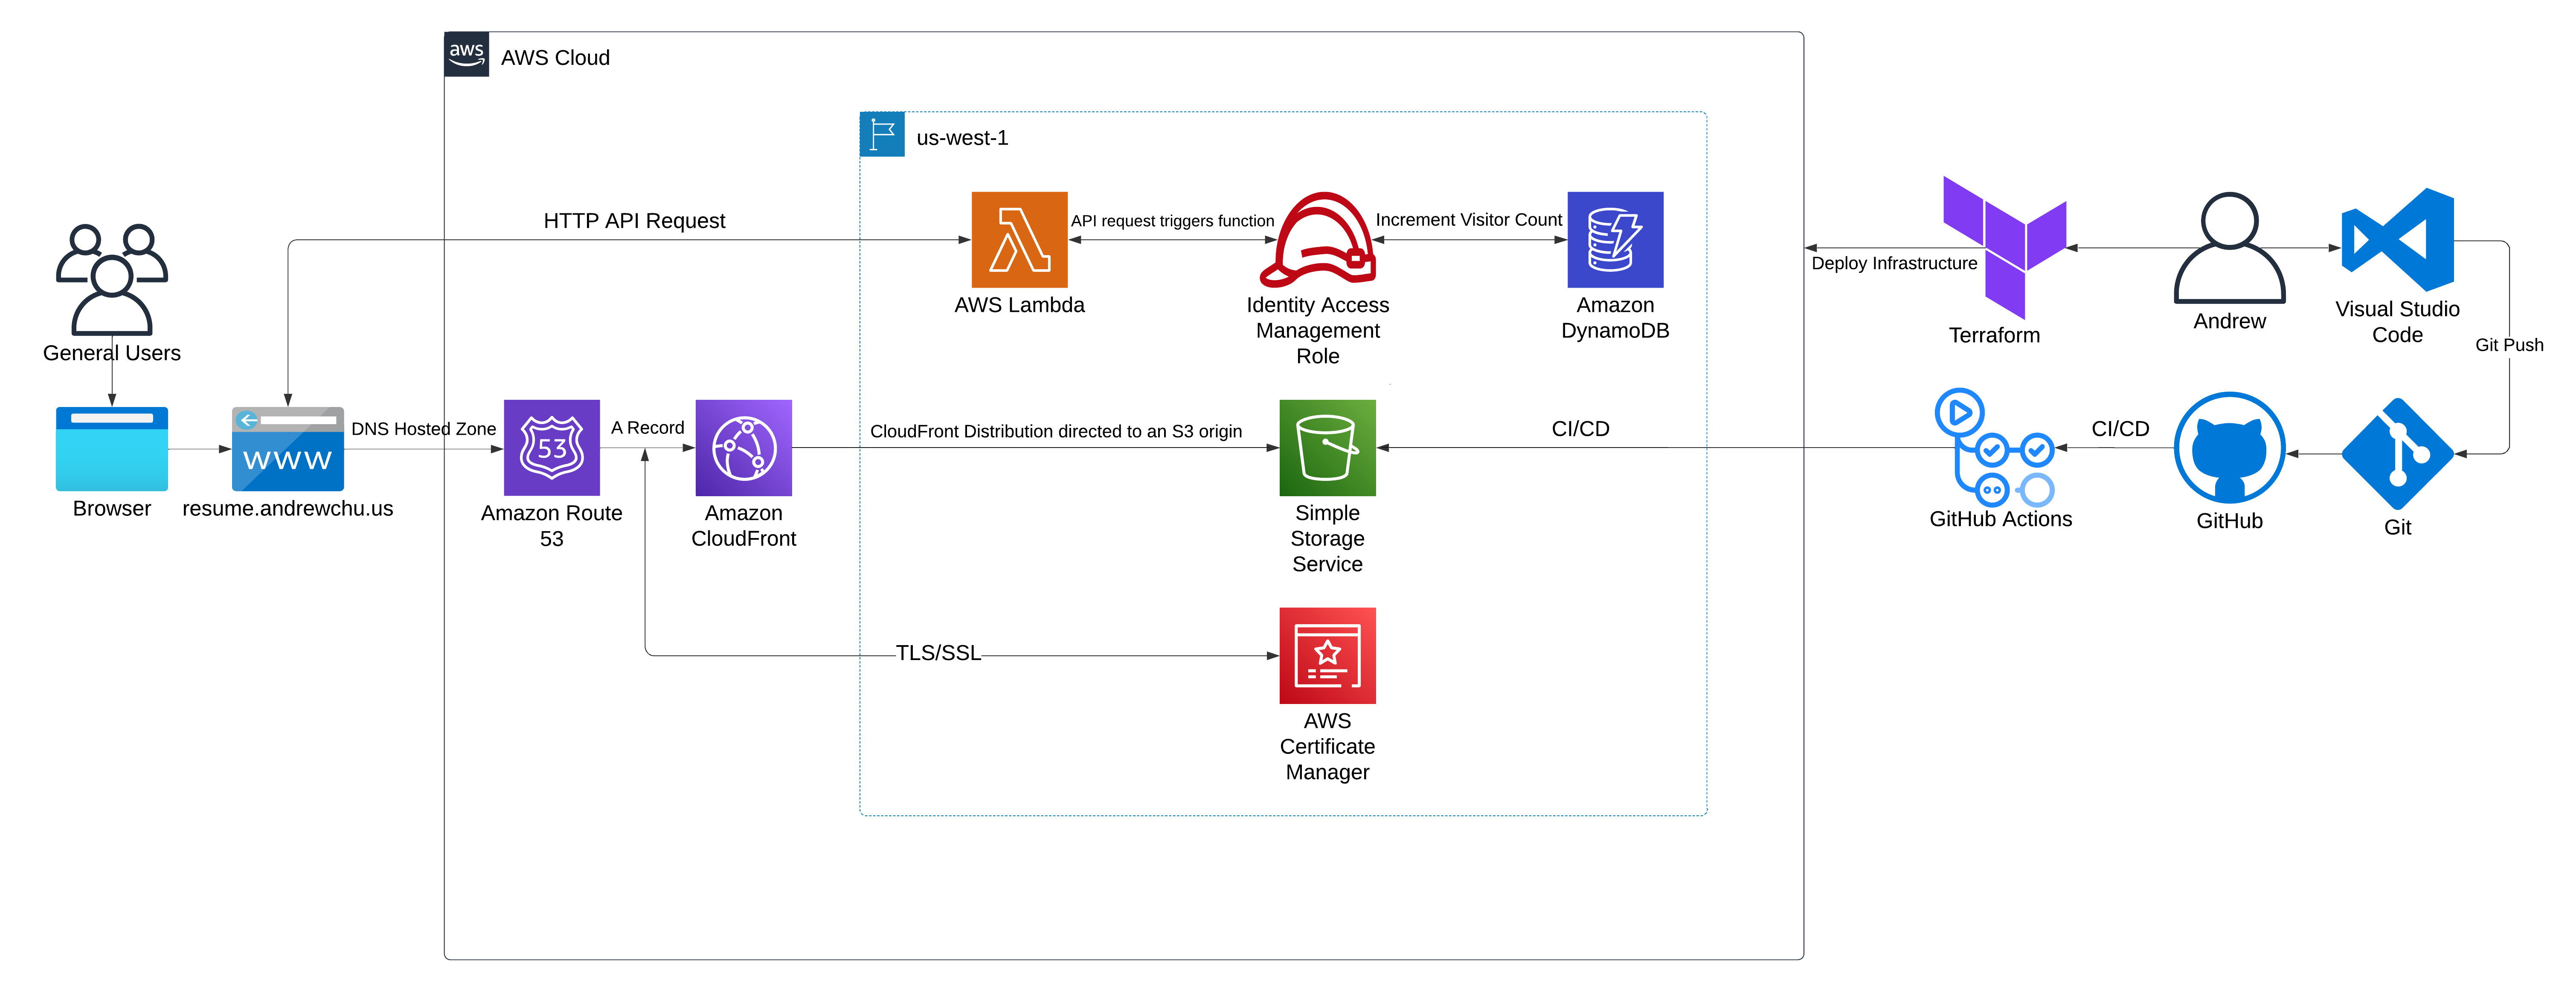 aws
AWS Cloud
us-west-1
HTTP API Request
API request triggers function
Increment Visitor Count
AWS Lambda
Identity Access
Management
Role
Amazon
DynamoDB
Deploy Infrastructure
Terraform
Andrew
Visual Studio
Code
Git Push
General Users
Browser
WWW
resume.andrewchu.us
DNS Hosted Zone
53
Amazon Route
53
A Record
Amazon
CloudFront
CloudFront Distribution directed to an S3 origin
Simple
Storage
Service
CI/CD
GitHub Actions
CI/CD
GitHub
Git
TLS/SSL
AWS
Certificate
Manager